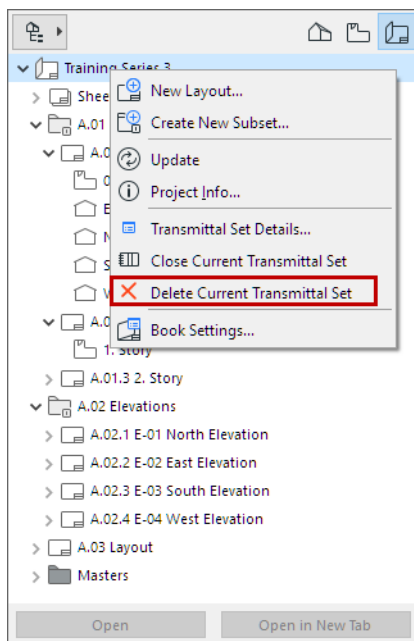 Training Series 3
New Layout...
Create New Subset...
A.01
Update
Project Info...
Transmittal Set Details...
Close Current Transmittal Set
Delete Current Transmittal Set
Book Settings...
1. Story
A.01.3 2. Story
A.02 Elevations
A.02.1 E-01 North Elevation
A.02.2 E-02 East Elevation
A.02.3 E-03 South Elevation
A.02.4 E-04 West Elevation
A.03 Layout
Masters
Open
Open in New Tab